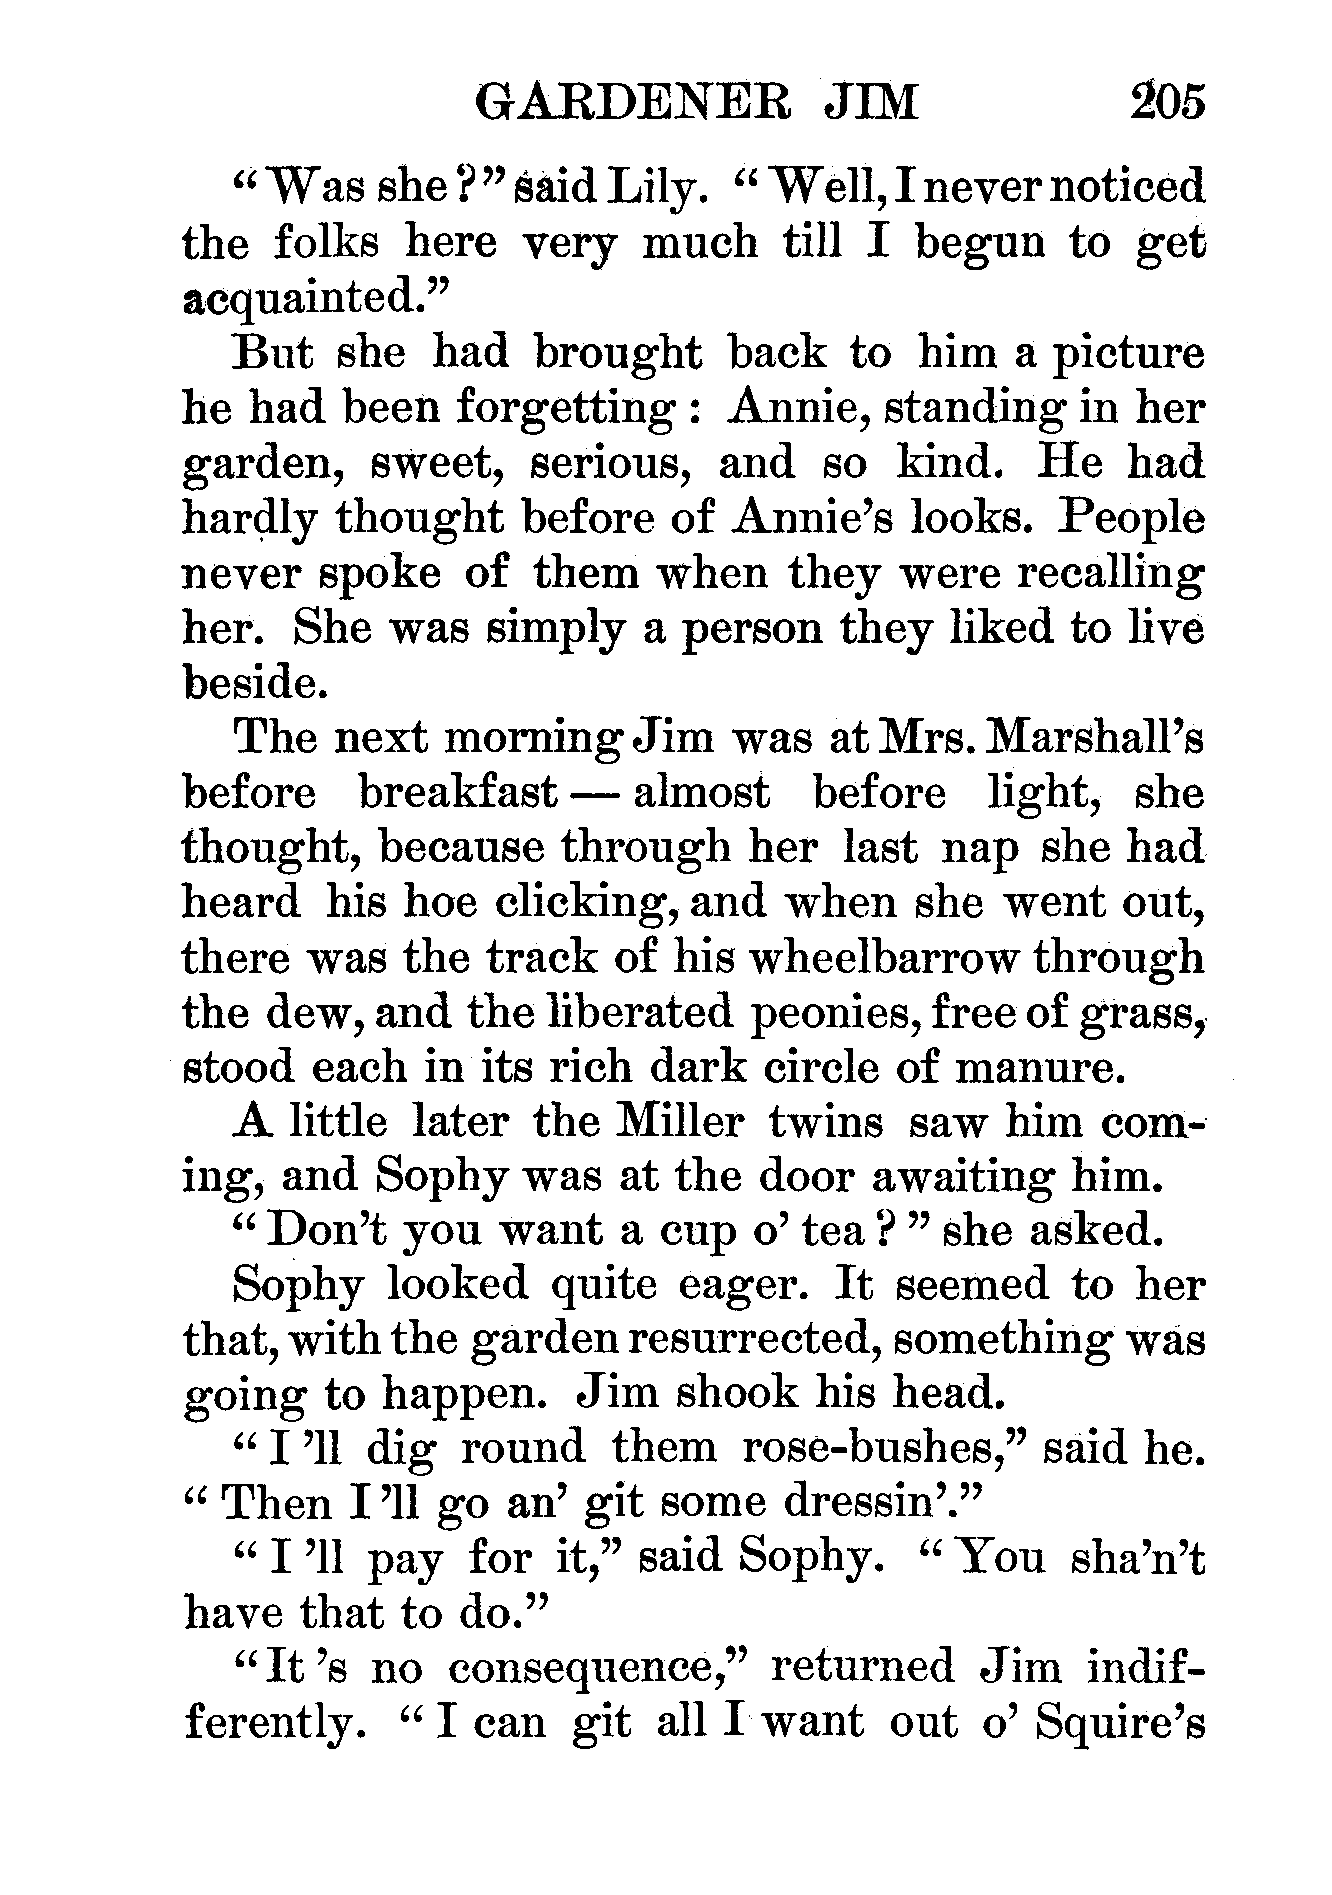 GARDENER JIM 205
“Was she?” said Lily. “Well, I never noticed
the folks here very much till I begun to get
acquainted.”
But she had brought back to him a picture
he had been forgetting: Annie, standing in her
garden, sweet, serious, and so kind. He had
hardly thought before of Annie’s looks. People
never spoke of them when they were recalling
her. She was simply a person they liked to live
beside.
The next morning Jim was at Mrs. Marshall’s
before breakfast — almost before light, she
thought, because through her last nap she had
heard his hoe clicking, and when she went out,
there was the track of his wheelbarrow through
the dew, and the liberated peonies, free of grass,
stood each in its rich dark circle of manure.
A little later the Miller twins saw him com-
ing, and Sophy was at the door awaiting him.
“Don’t you want a cup o’ tea?” she asked.
Sophy looked quite eager. It seemed to her
that, with the garden resurrected, something was
going to happen. Jim shook his head.
“I ’ll dig round them rose-bushes,” said he.
“Then I ’ll go an’ git some dressin’.”
“I ’ll pay for it,” said Sophy. “You sha’n’t
have that to do.”
“It ’s no consequence,” returned Jim indif-
ferently. “I can git all I want out o’ Squire’s